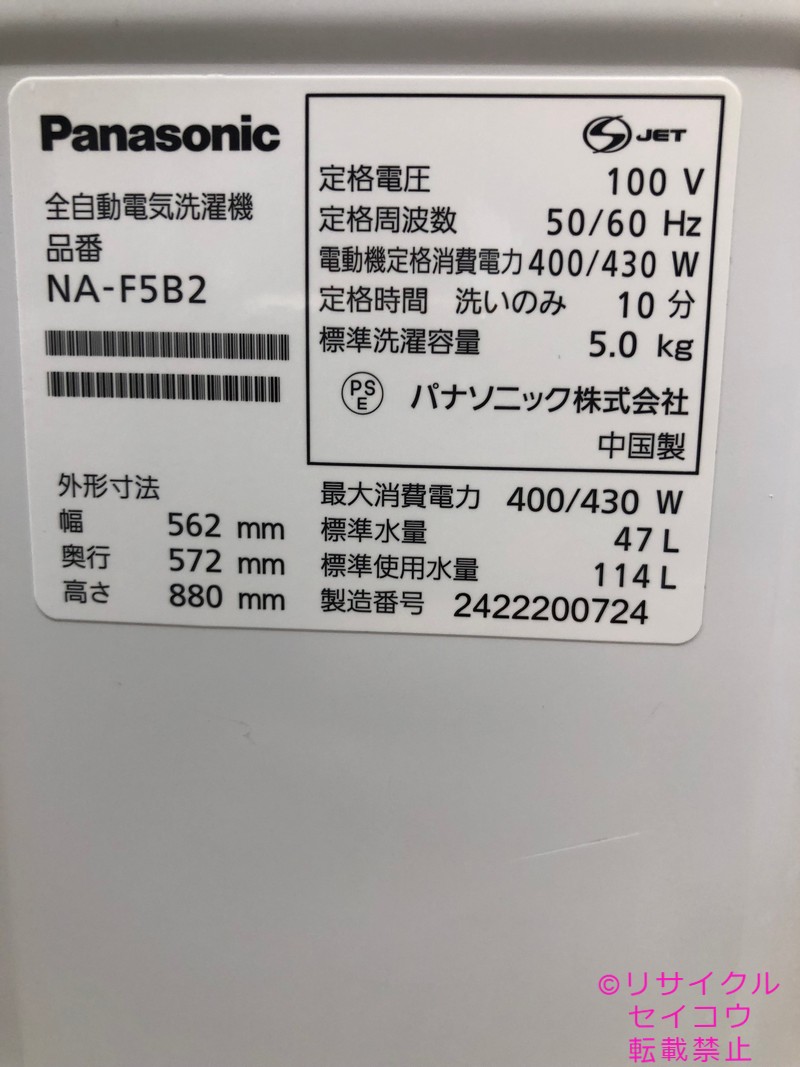 Panasonic
全自動電気洗濯機
品番
NA-F5B2
JET
定格電圧 100 V
定格周波数 50/60 Hz
電動機定格消費電力 400/430 W
定格時間 洗いのみ 10 分
標準洗濯容量 5.0 kg
PS
E
パナソニック株式会社
中国製
外形寸法
幅 562 mm
奥行 572 mm
高さ 880 mm
最大消費電力 400/430 W
標準水量 47 L
標準使用水量 114 L
製造番号 2422200724
©リサイクル
セイコウ
転載禁止